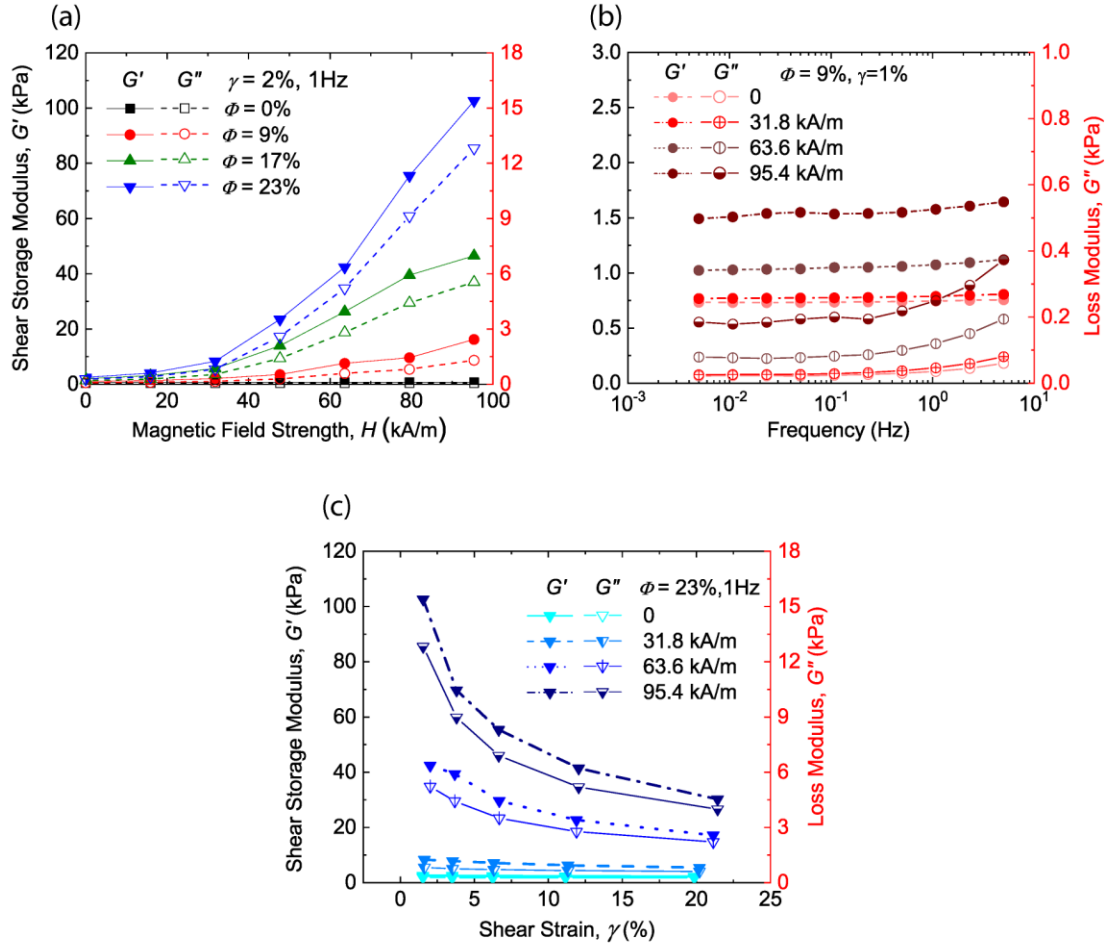 (a)
120
100
80
60
40
20
0
Shear Storage Modulus, G′ (kPa)
G′ G″ γ = 2%, 1Hz
Φ = 0%
Φ = 9%
Φ = 17%
Φ = 23%
18
15
12
9
6
3
0
0 20 40 60 80 100
Magnetic Field Strength, H (kA/m)
(b)
3.0
2.5
2.0
1.5
1.0
0.5
0.0
G′ G″ Φ = 9%, γ=1%
0
31.8 kA/m
63.6 kA/m
95.4 kA/m
1.0
0.8
0.6
0.4
0.2
0.0
Loss Modulus, G″ (kPa)
10⁻³ 10⁻² 10⁻¹ 10⁰ 10¹
Frequency (Hz)
(c)
120
100
80
60
40
20
0
Shear Storage Modulus, G′ (kPa)
G′ G″ Φ = 23%,1Hz
0
31.8 kA/m
63.6 kA/m
95.4 kA/m
18
15
12
9
6
3
0
Loss Modulus, G″ (kPa)
0 5 10 15 20 25
Shear Strain, γ (%)